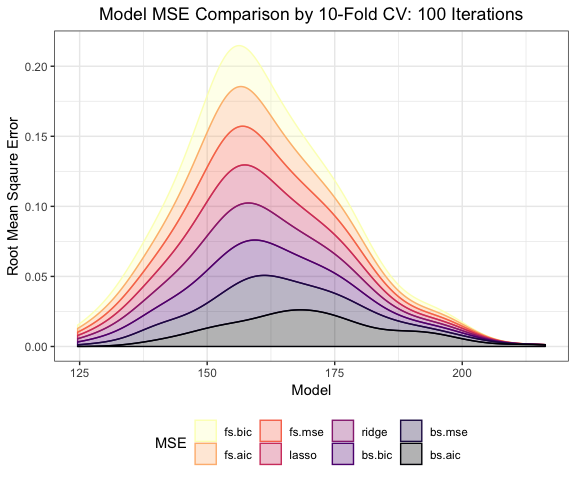 Model MSE Comparison by 10-Fold CV: 100 Iterations
Root Mean Sqaure Error
0.20
0.15
0.10
0.05
0.00
125 150 175 200
Model
MSE
fs.bic fs.mse ridge bs.mse
fs.aic lasso bs.bic bs.aic